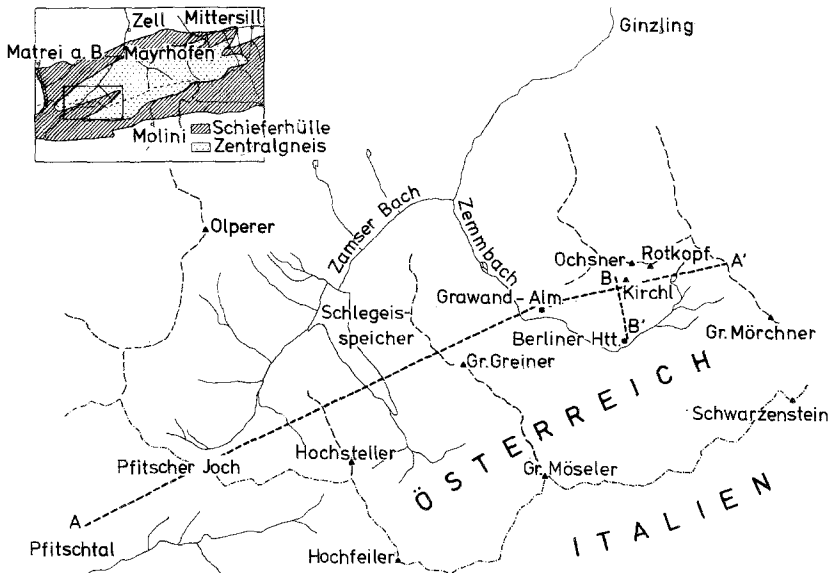 Zell
Mittersill
Matrei a. B.
Mayrhofen
Molini
Schieferhülle
Zentralgneis
Ginzling
Olperer
Zamser Bach
Zemmbach
Ochsner
Rotkopf
A'
B
Kirchl
Grawand - Alm
Schlegeis-
speicher
Berliner Htt.
B'
Gr. Mörchner
Gr. Greiner
Schwarzenstein
ÖSTERREICH
Pfitscher Joch
Hochsteller
Gr. Möseler
A
Pfitschtal
Hochfeiler
ITALIEN